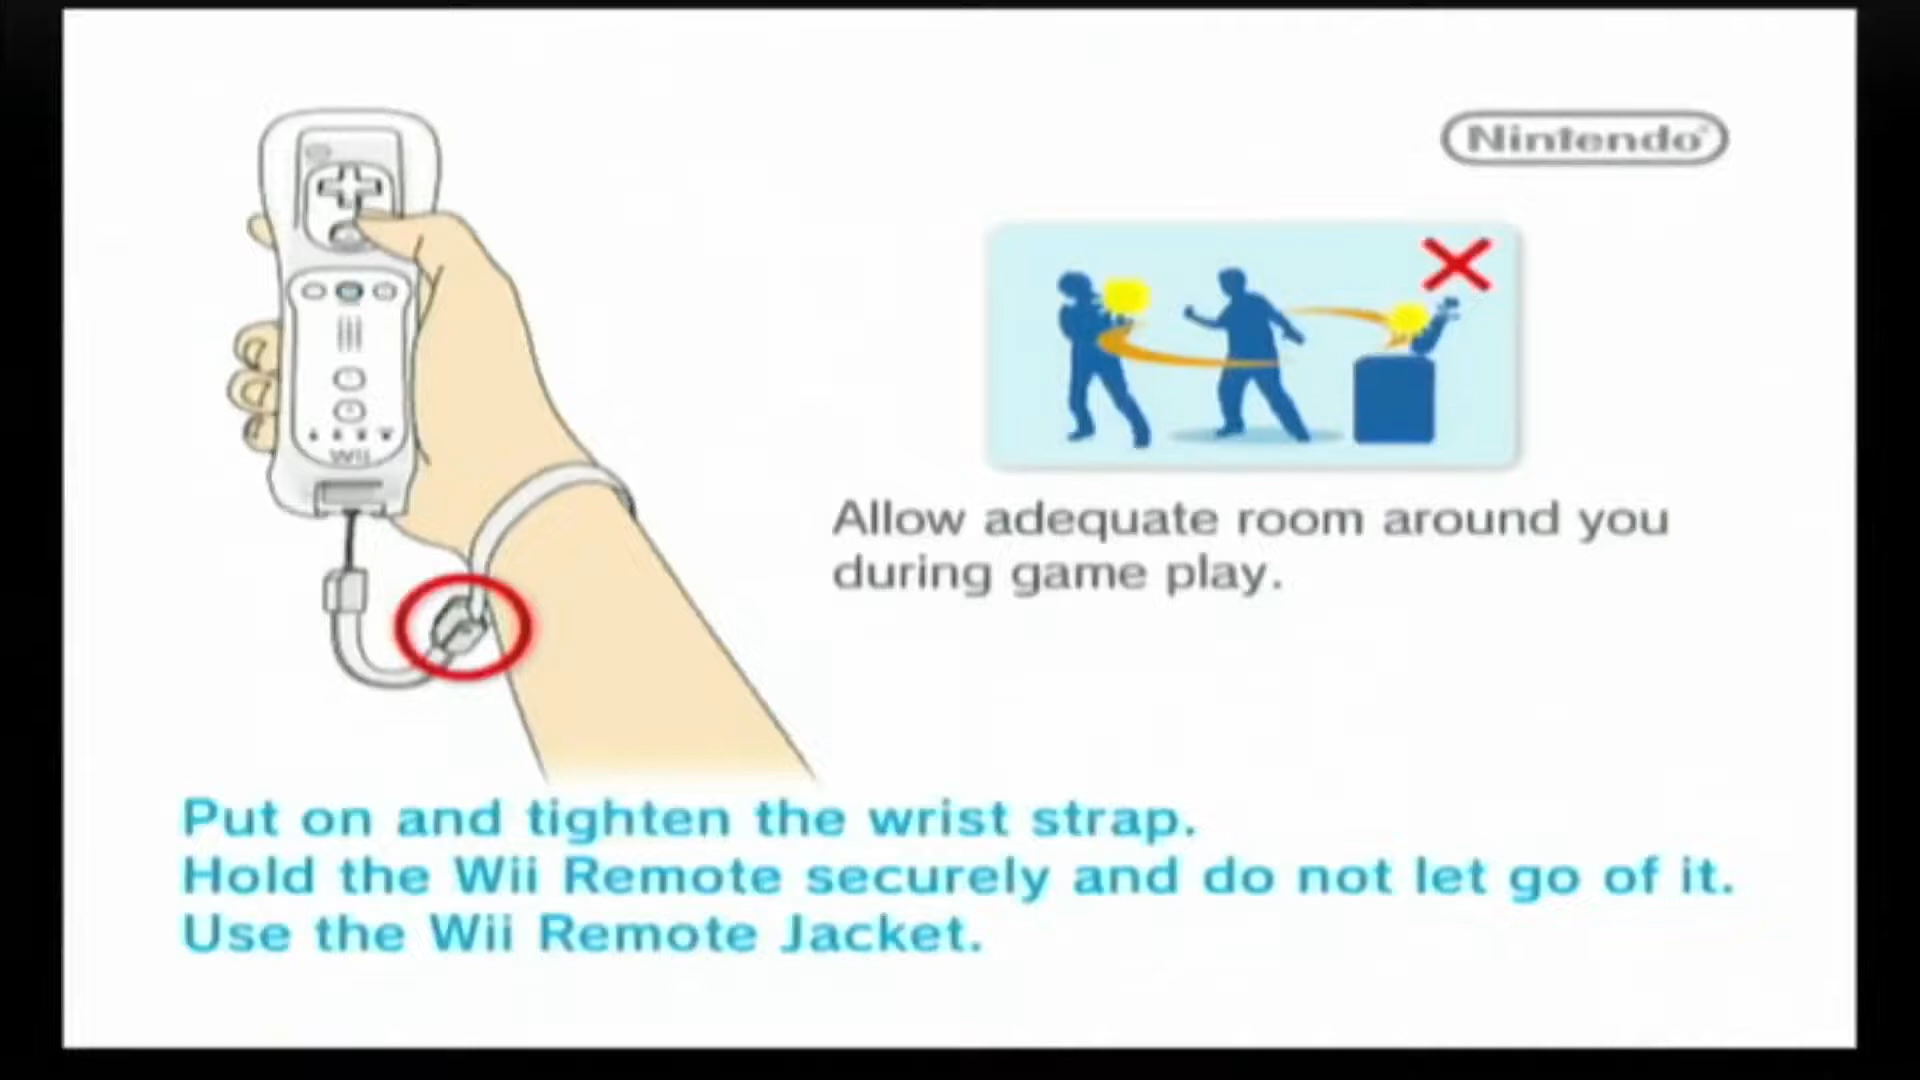 Nintendo
Wii
Allow adequate room around you
during game play.
Put on and tighten the wrist strap.
Hold the Wii Remote securely and do not let go of it.
Use the Wii Remote Jacket.